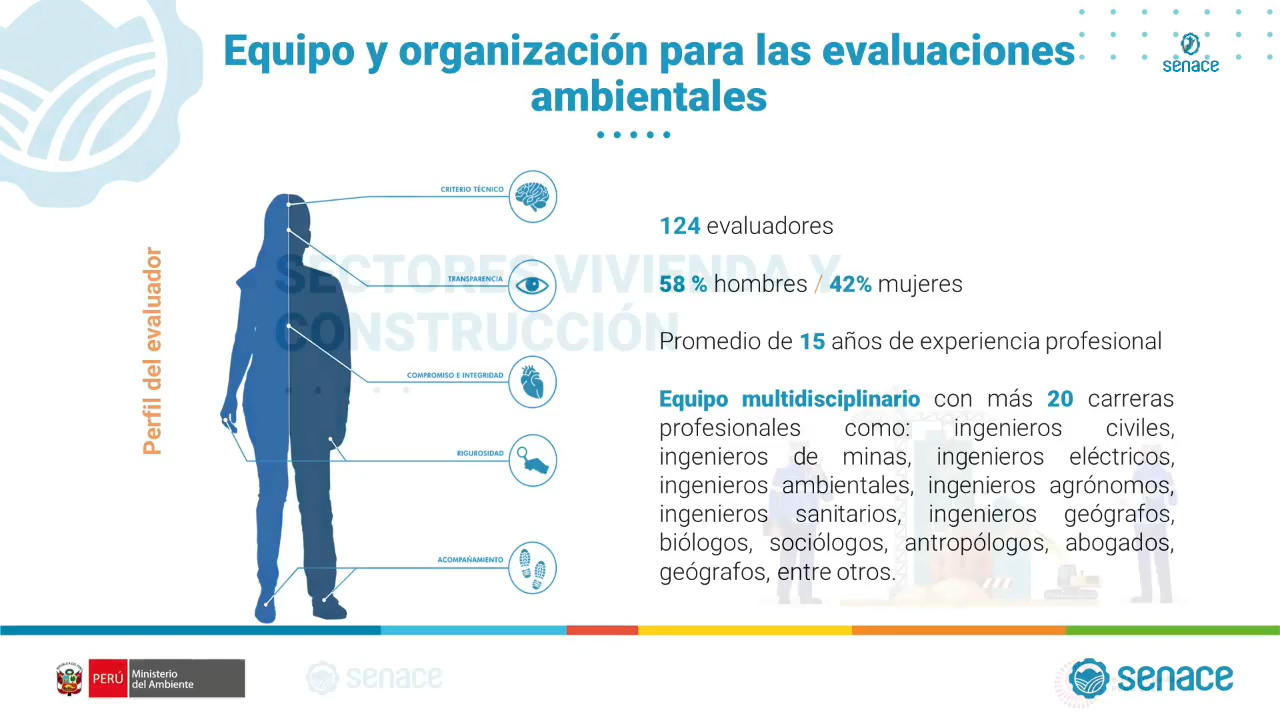 Equipo y organización para las evaluaciones
ambientales
senace
Perfil del evaluador
CRITERIO TÉCNICO
TRANSPARENCIA
COMPROMISO E INTEGRIDAD
RIGUROSIDAD
ACOMPAÑAMIENTO
SECTORES VIVIENDA Y
CONSTRUCCIÓN
124 evaluadores
58 % hombres / 42% mujeres
Promedio de 15 años de experiencia profesional
Equipo multidisciplinario con más 20 carreras
profesionales como: ingenieros civiles,
ingenieros de minas, ingenieros eléctricos,
ingenieros ambientales, ingenieros agrónomos,
ingenieros sanitarios, ingenieros geógrafos,
biólogos, sociólogos, antropólogos, abogados,
geógrafos, entre otros.
PERÚ
Ministerio
del Ambiente
senace
senace